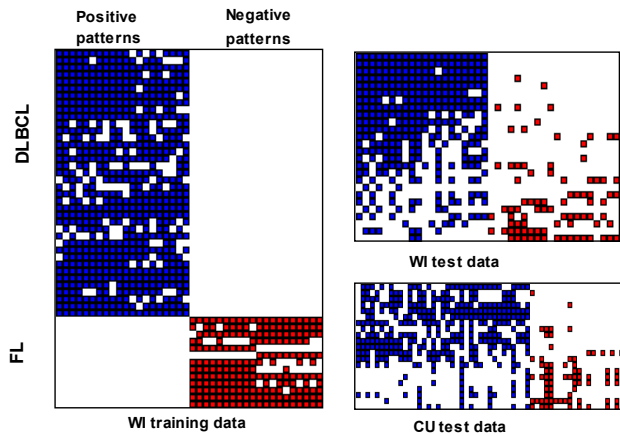 Positive
patterns
Negative
patterns
DLBCL
FL
WI training data
WI test data
CU test data